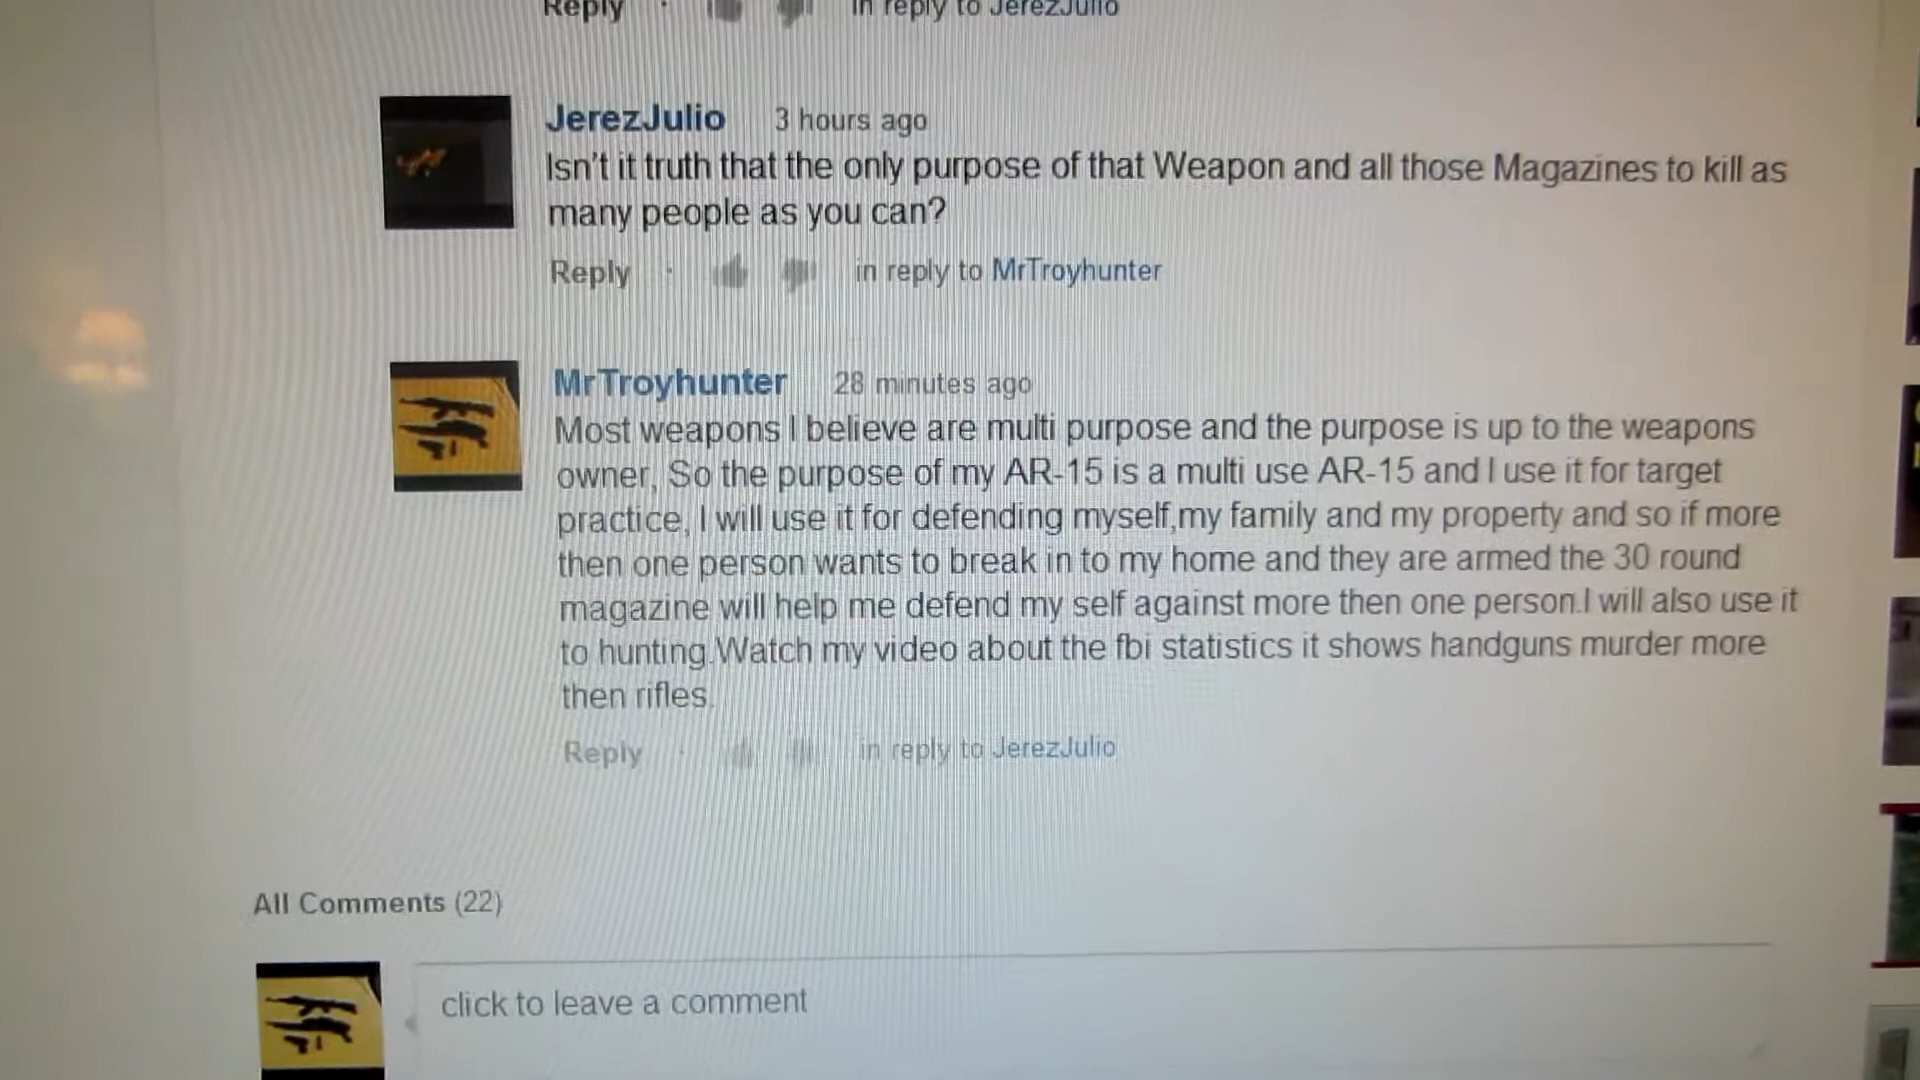 Reply · in reply to JerezJulio
JerezJulio 3 hours ago
Isn't it truth that the only purpose of that Weapon and all those Magazines to kill as
many people as you can?
Reply · in reply to MrTroyhunter
MrTroyhunter 28 minutes ago
Most weapons I believe are multi purpose and the purpose is up to the weapons
owner, So the purpose of my AR-15 is a multi use AR-15 and I use it for target
practice, I will use it for defending myself,my family and my property and so if more
then one person wants to break in to my home and they are armed the 30 round
magazine will help me defend my self against more then one person.I will also use it
to hunting.Watch my video about the fbi statistics it shows handguns murder more
then rifles.
Reply · in reply to JerezJulio
All Comments (22)
click to leave a comment